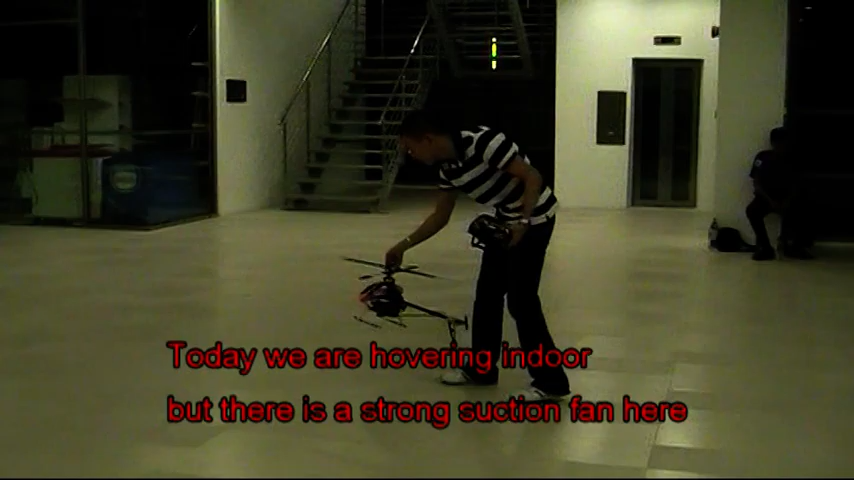 Today we are hovering indoor
but there is a strong suction fan here